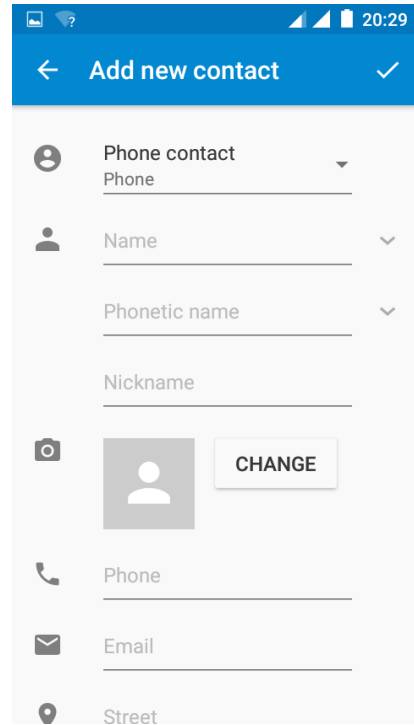 20:29
Add new contact
Phone contact
Phone
Name
Phonetic name
Nickname
CHANGE
Phone
Email
Street